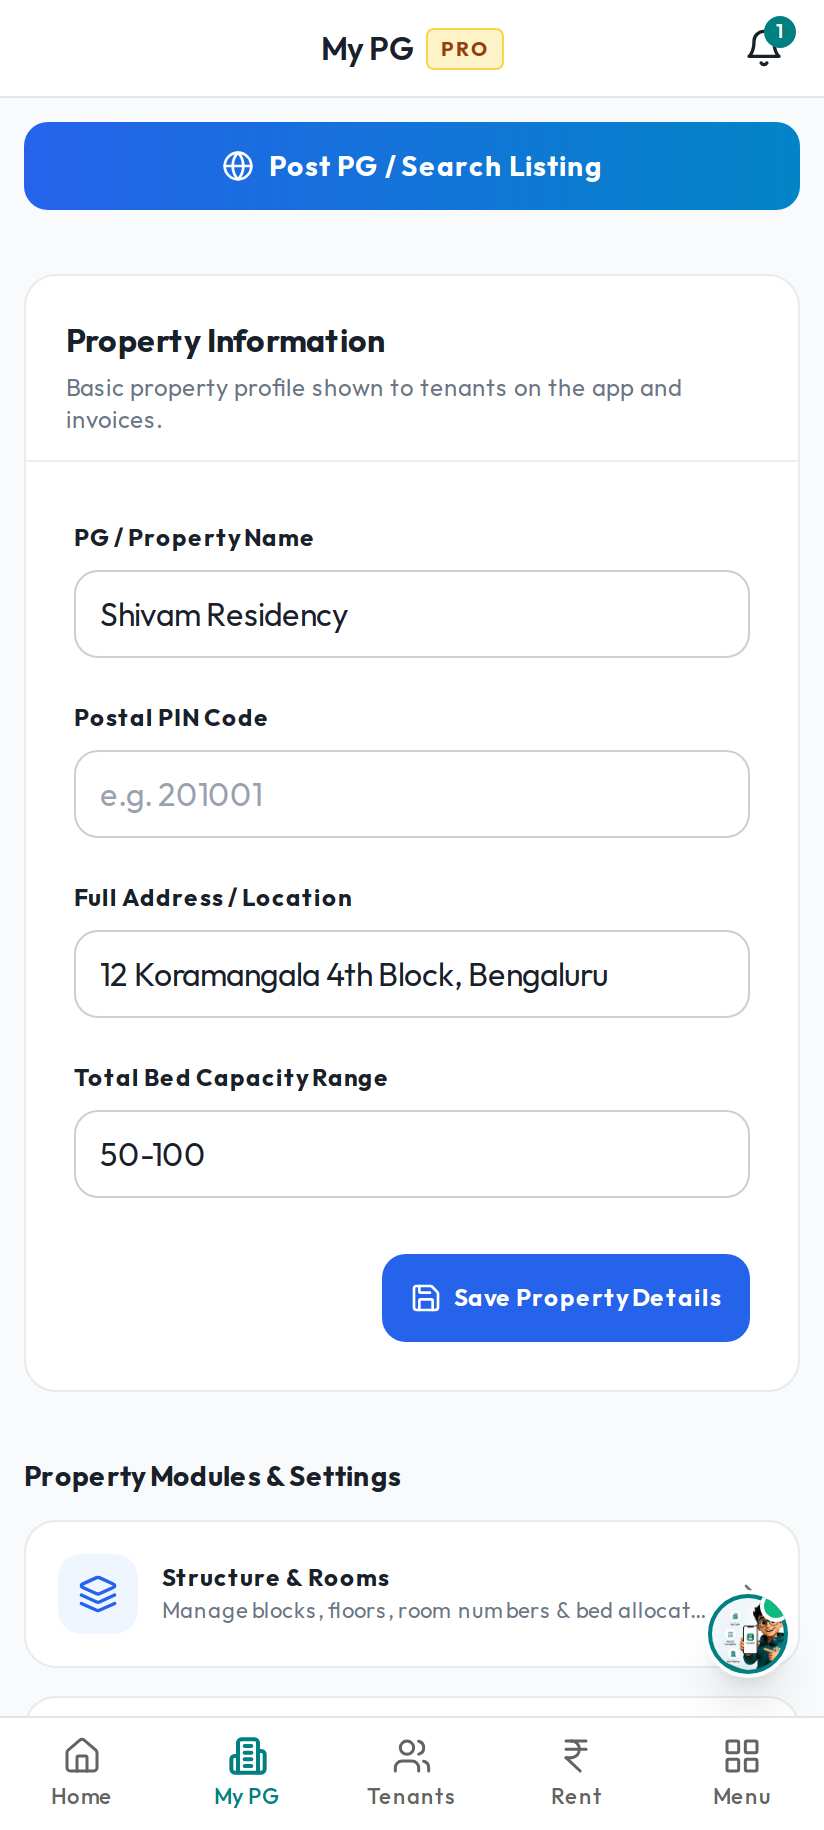 My PG PRO
1
Post PG / Search Listing
Property Information
Basic property profile shown to tenants on the app and
invoices.
PG / Property Name
Shivam Residency
Postal PIN Code
e.g. 201001
Full Address / Location
12 Koramangala 4th Block, Bengaluru
Total Bed Capacity Range
50-100
Save Property Details
Property Modules & Settings
Structure & Rooms
Manage blocks, floors, room numbers & bed allocat...
Home
My PG
Tenants
Rent
Menu